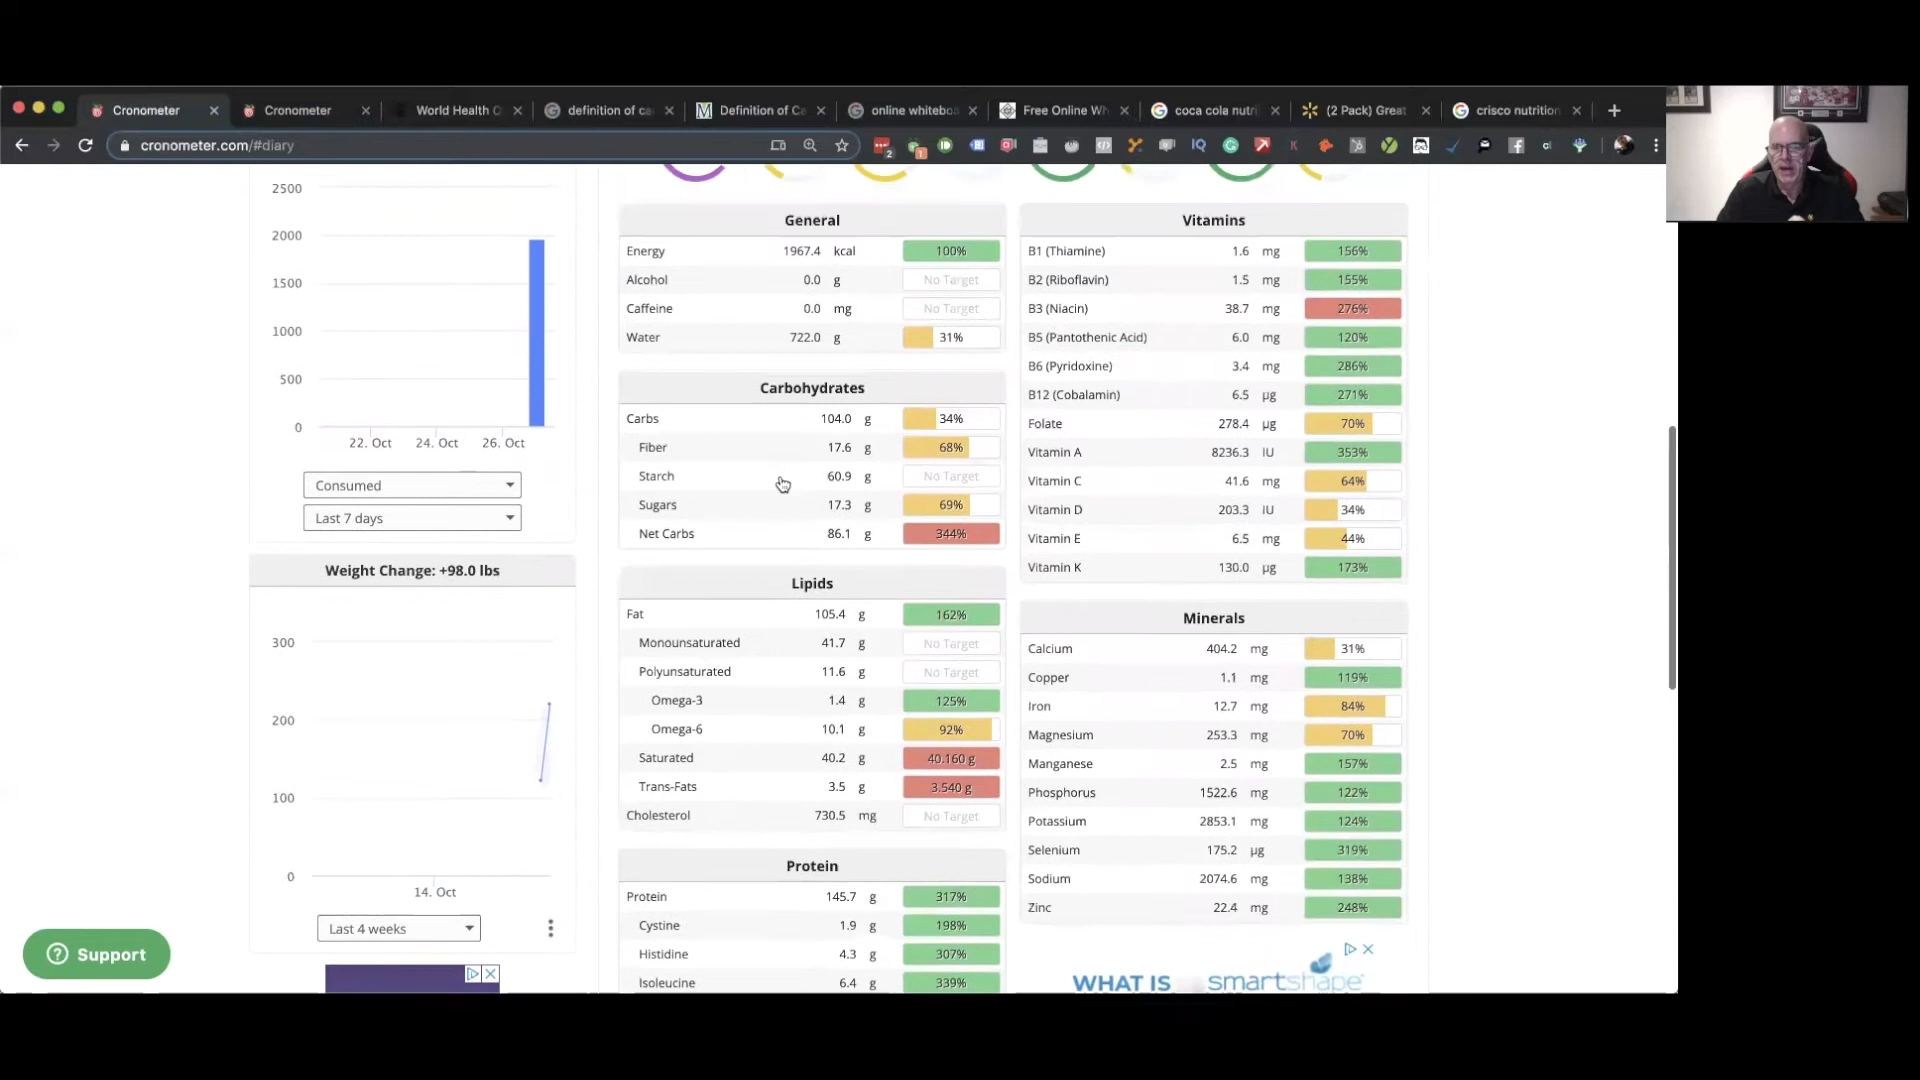 Cronometer
Cronometer
World Health O
definition of ca
Definition of Ca
online whiteboa
Free Online Wh
coca cola nutri
(2 Pack) Great
crisco nutrition
cronometer.com/#diary
2500
2000
1500
1000
500
0
22. Oct
24. Oct
26. Oct
Consumed
Last 7 days
Weight Change: +98.0 lbs
300
200
100
0
14. Oct
Last 4 weeks
Support
General
Energy 1967.4 kcal 100%
Alcohol 0.0 g No Target
Caffeine 0.0 mg No Target
Water 722.0 g 31%
Carbohydrates
Carbs 104.0 g 34%
Fiber 17.6 g 68%
Starch 60.9 g No Target
Sugars 17.3 g 69%
Net Carbs 86.1 g 344%
Lipids
Fat 105.4 g 162%
Monounsaturated 41.7 g No Target
Polyunsaturated 11.6 g No Target
Omega-3 1.4 g 125%
Omega-6 10.1 g 92%
Saturated 40.2 g 40.160 g
Trans-Fats 3.5 g 3.540 g
Cholesterol 730.5 mg No Target
Protein
Protein 145.7 g 317%
Cystine 1.9 g 198%
Histidine 4.3 g 307%
Isoleucine 6.4 g 339%
Vitamins
B1 (Thiamine) 1.6 mg 156%
B2 (Riboflavin) 1.5 mg 155%
B3 (Niacin) 38.7 mg 276%
B5 (Pantothenic Acid) 6.0 mg 120%
B6 (Pyridoxine) 3.4 mg 286%
B12 (Cobalamin) 6.5 µg 271%
Folate 278.4 µg 70%
Vitamin A 8236.3 IU 353%
Vitamin C 41.6 mg 64%
Vitamin D 203.3 IU 34%
Vitamin E 6.5 mg 44%
Vitamin K 130.0 µg 173%
Minerals
Calcium 404.2 mg 31%
Copper 1.1 mg 119%
Iron 12.7 mg 84%
Magnesium 253.3 mg 70%
Manganese 2.5 mg 157%
Phosphorus 1522.6 mg 122%
Potassium 2853.1 mg 124%
Selenium 175.2 µg 319%
Sodium 2074.6 mg 138%
Zinc 22.4 mg 248%
WHAT IS smartshape